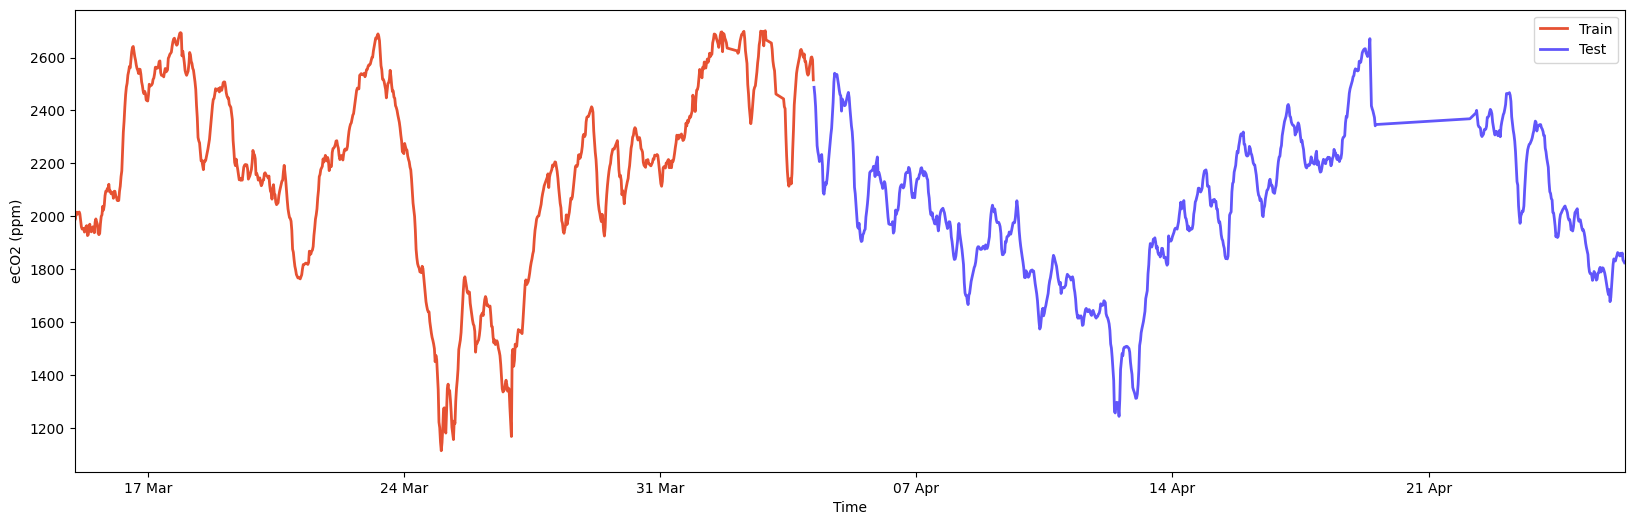 Train
Test
eCO2 (ppm)
2600
2400
2200
2000
1800
1600
1400
1200
17 Mar
24 Mar
31 Mar
07 Apr
14 Apr
21 Apr
Time